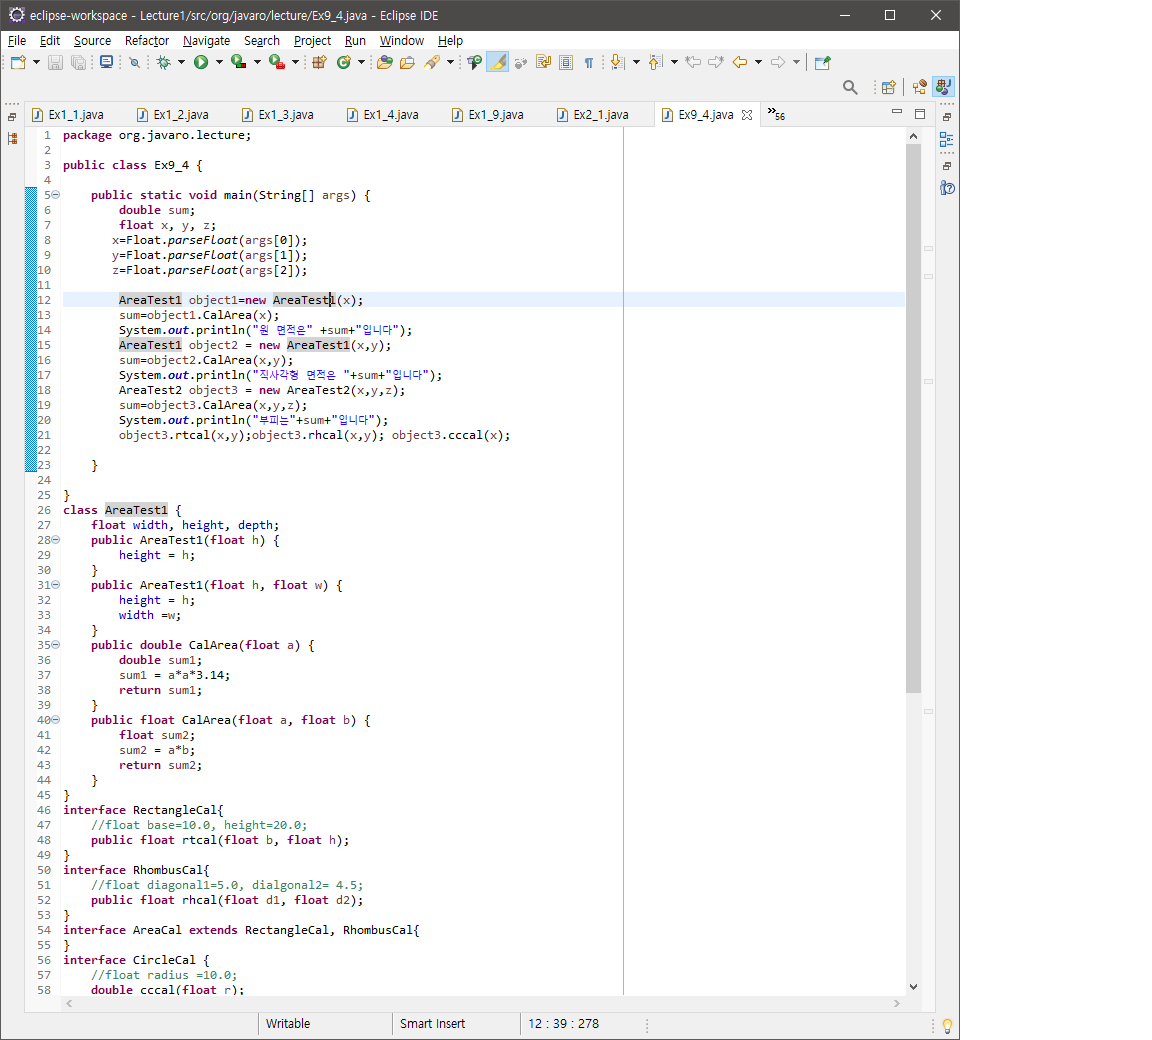 eclipse-workspace - Lecture1/src/org/javaro/lecture/Ex9_4.java - Eclipse IDE
File Edit Source Refactor Navigate Search Project Run Window Help
Ex1_1.java Ex1_2.java Ex1_3.java Ex1_4.java Ex1_9.java Ex2_1.java Ex9_4.java »56
1 package org.javaro.lecture;
2
3 public class Ex9_4 {
4
5 public static void main(String[] args) {
6 double sum;
7 float x, y, z;
8 x=Float.parseFloat(args[0]);
9 y=Float.parseFloat(args[1]);
10 z=Float.parseFloat(args[2]);
11
12 AreaTest1 object1=new AreaTest1(x);
13 sum=object1.CalArea(x);
14 System.out.println("원 면적은" +sum+"입니다");
15 AreaTest1 object2 = new AreaTest1(x,y);
16 sum=object2.CalArea(x,y);
17 System.out.println("직사각형 면적은 "+sum+"입니다");
18 AreaTest2 object3 = new AreaTest2(x,y,z);
19 sum=object3.CalArea(x,y,z);
20 System.out.println("부피는"+sum+"입니다");
21 object3.rtcal(x,y);object3.rhcal(x,y); object3.cccal(x);
22
23 }
24
25 }
26 class AreaTest1 {
27 float width, height, depth;
28 public AreaTest1(float h) {
29 height = h;
30 }
31 public AreaTest1(float h, float w) {
32 height = h;
33 width =w;
34 }
35 public double CalArea(float a) {
36 double sum1;
37 sum1 = a*a*3.14;
38 return sum1;
39 }
40 public float CalArea(float a, float b) {
41 float sum2;
42 sum2 = a*b;
43 return sum2;
44 }
45 }
46 interface RectangleCal{
47 //float base=10.0, height=20.0;
48 public float rtcal(float b, float h);
49 }
50 interface RhombusCal{
51 //float diagonal1=5.0, dialgonal2= 4.5;
52 public float rhcal(float d1, float d2);
53 }
54 interface AreaCal extends RectangleCal, RhombusCal{
55 }
56 interface CircleCal {
57 //float radius =10.0;
58 double cccal(float r);
Writable Smart Insert 12 : 39 : 278